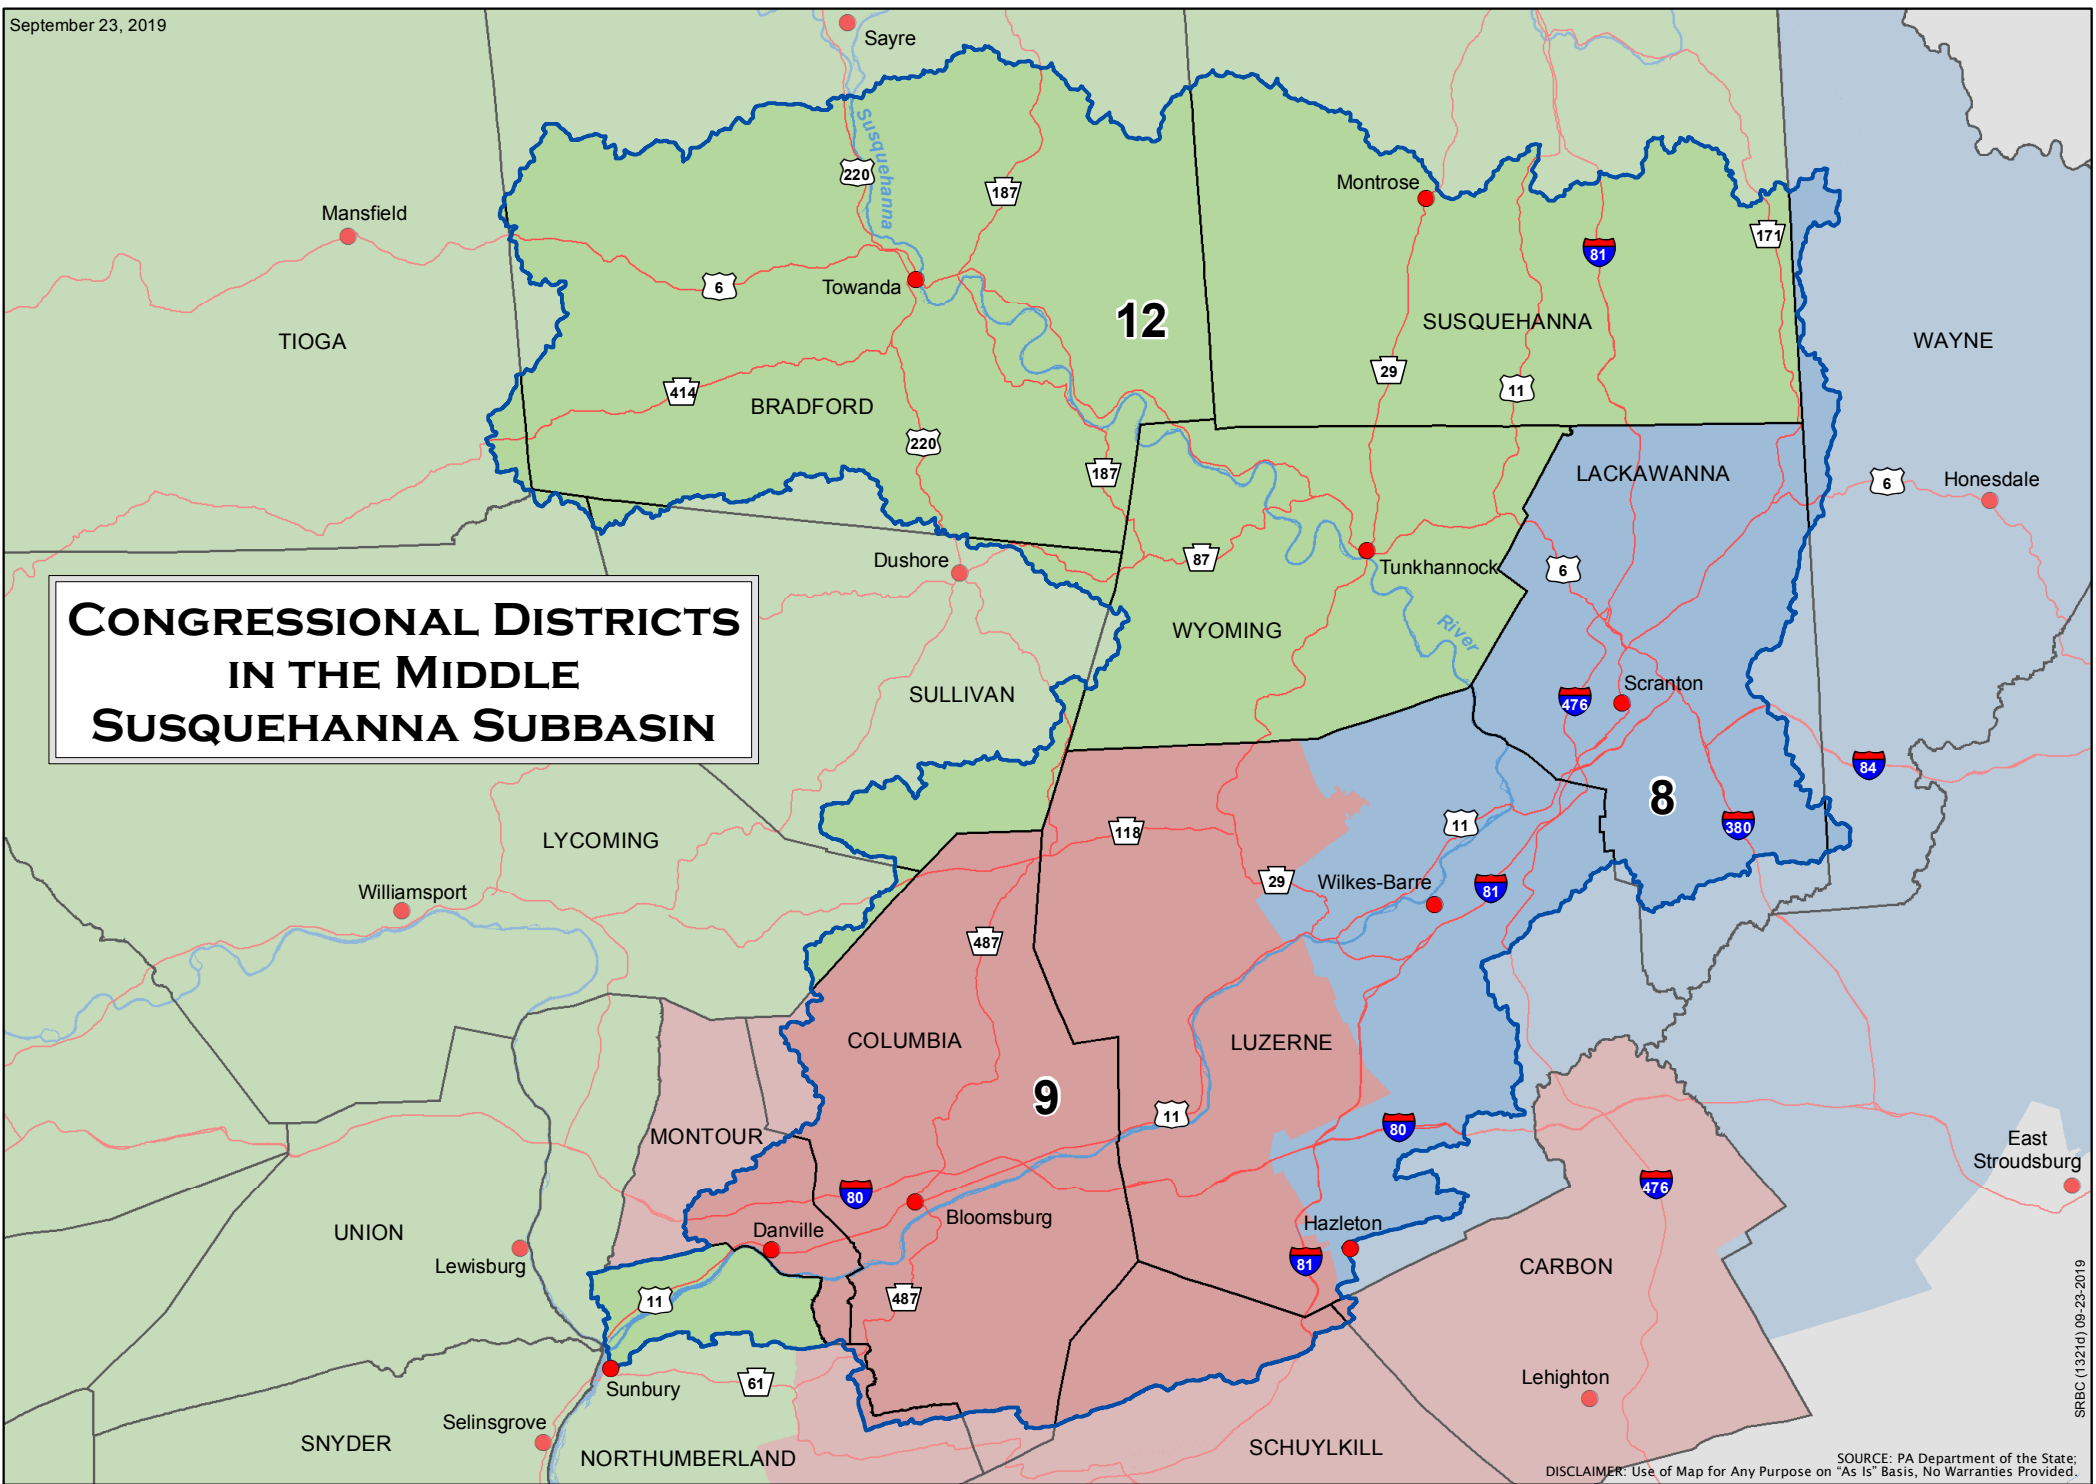 September 23, 2019
Sayre
Susquehanna
220
187
Montrose
Mansfield
171
81
6
Towanda
12
SUSQUEHANNA
TIOGA
WAYNE
29
11
414
BRADFORD
220
187
LACKAWANNA
6
Honesdale
Dushore
87
Tunkhannock
6
CONGRESSIONAL DISTRICTS
IN THE MIDDLE
SUSQUEHANNA SUBBASIN
WYOMING
River
SULLIVAN
Scranton
476
84
8
11
380
118
LYCOMING
29
Wilkes-Barre
81
Williamsport
487
COLUMBIA
LUZERNE
9
11
80
MONTOUR
East
Stroudsburg
476
80
Bloomsburg
Danville
UNION
Hazleton
Lewisburg
81
CARBON
11
487
Sunbury
61
Lehighton
Selinsgrove
SNYDER
NORTHUMBERLAND
SCHUYLKILL
SRBC (1321d) 09-23-2019
SOURCE: PA Department of the State;
DISCLAIMER: Use of Map for Any Purpose on "As Is" Basis, No Warranties Provided.